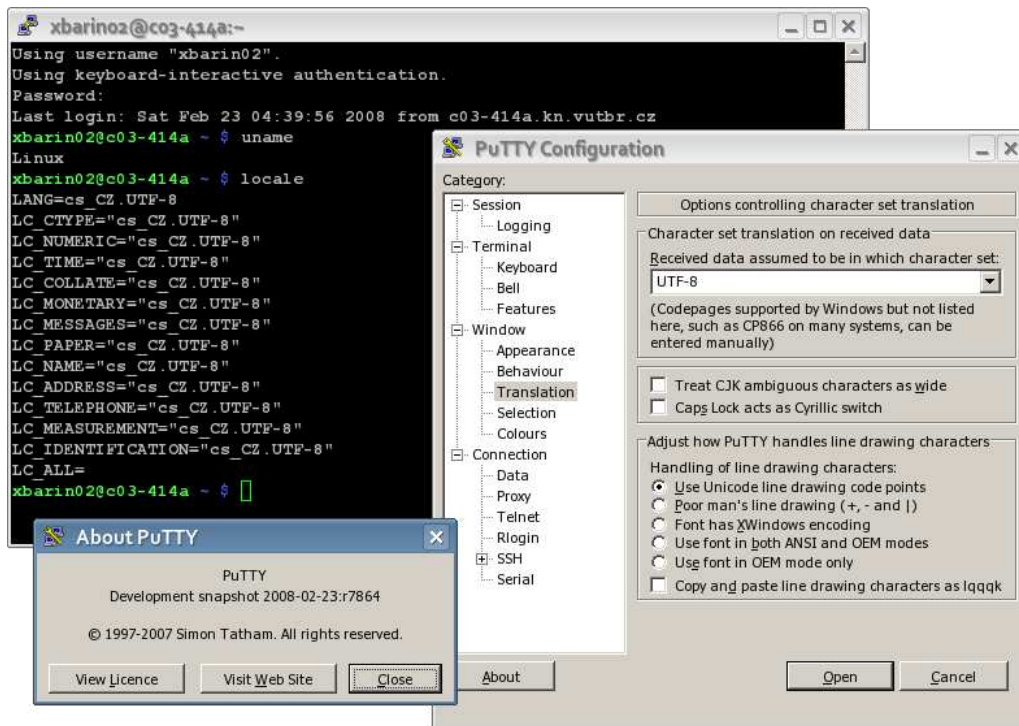 xbarin02@c03-414a:~
Using username "xbarin02".
Using keyboard-interactive authentication.
Password:
Last login: Sat Feb 23 04:39:56 2008 from c03-414a.kn.vutbr.cz
xbarin02@c03-414a ~ $ uname
Linux
xbarin02@c03-414a ~ $ locale
LANG=cs_CZ.UTF-8
LC_CTYPE="cs_CZ.UTF-8"
LC_NUMERIC="cs_CZ.UTF-8"
LC_TIME="cs_CZ.UTF-8"
LC_COLLATE="cs_CZ.UTF-8"
LC_MONETARY="cs_CZ.UTF-8"
LC_MESSAGES="cs_CZ.UTF-8"
LC_PAPER="cs_CZ.UTF-8"
LC_NAME="cs_CZ.UTF-8"
LC_ADDRESS="cs_CZ.UTF-8"
LC_TELEPHONE="cs_CZ.UTF-8"
LC_MEASUREMENT="cs_CZ.UTF-8"
LC_IDENTIFICATION="cs_CZ.UTF-8"
LC_ALL=
xbarin02@c03-414a ~ $
PuTTY Configuration
Category:
Session
Logging
Terminal
Keyboard
Bell
Features
Window
Appearance
Behaviour
Translation
Selection
Colours
Connection
Data
Proxy
Telnet
Rlogin
SSH
Serial
Options controlling character set translation
Character set translation on received data
Received data assumed to be in which character set:
UTF-8
(Codepages supported by Windows but not listed
here, such as CP866 on many systems, can be
entered manually)
Treat CJK ambiguous characters as wide
Caps Lock acts as Cyrillic switch
Adjust how PuTTY handles line drawing characters
Handling of line drawing characters:
Use Unicode line drawing code points
Poor man's line drawing (+, - and |)
Font has XWindows encoding
Use font in both ANSI and OEM modes
Use font in OEM mode only
Copy and paste line drawing characters as lqqqk
About
Open
Cancel
About PuTTY
PuTTY
Development snapshot 2008-02-23:r7864
© 1997-2007 Simon Tatham. All rights reserved.
View Licence
Visit Web Site
Close